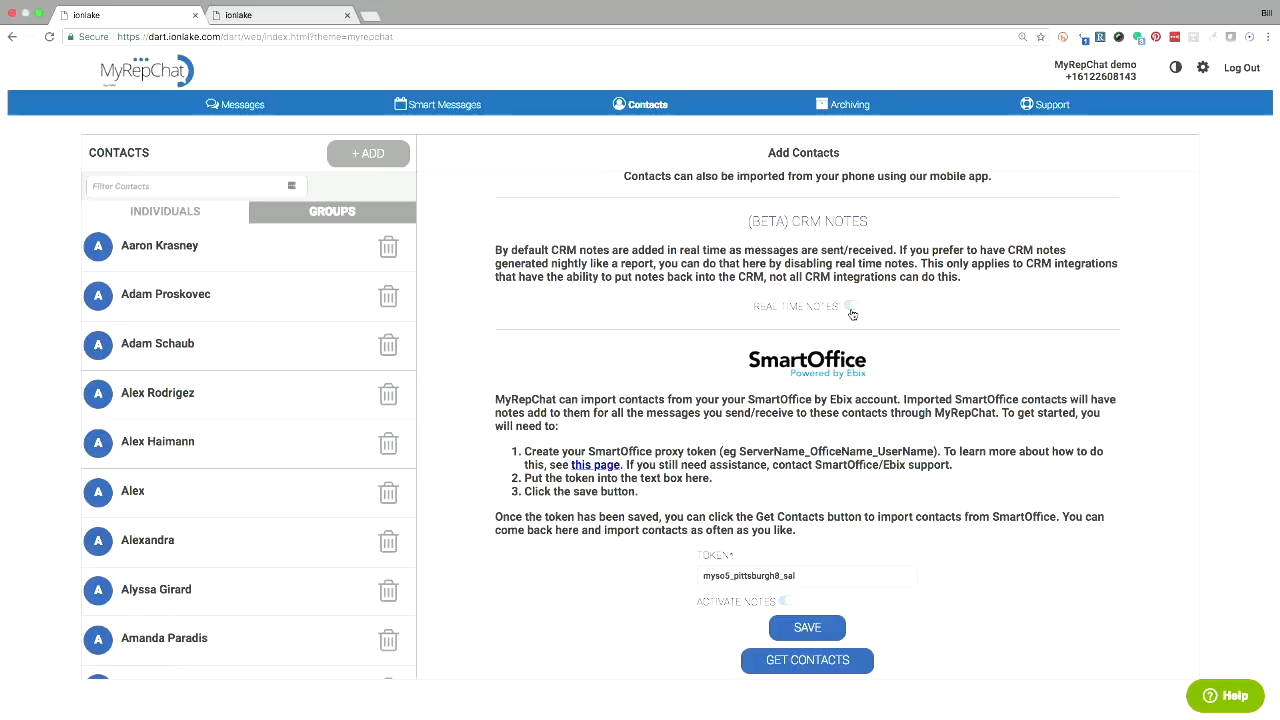 ionlake
ionlake
Bill
Secure
https://dart.ionlake.com/dart/web/index.html?theme=myrepchat
MyRepChat
MyRepChat demo
+16122608143
Log Out
Messages
Smart Messages
Contacts
Archiving
Support
CONTACTS
+ ADD
Filter Contacts
INDIVIDUALS
GROUPS
A Aaron Krasney
A Adam Proskovec
A Adam Schaub
A Alex Rodrigez
A Alex Haimann
A Alex
A Alexandra
A Alyssa Girard
A Amanda Paradis
Add Contacts
Contacts can also be imported from your phone using our mobile app.
(BETA) CRM NOTES
By default CRM notes are added in real time as messages are sent/received. If you prefer to have CRM notes
generated nightly like a report, you can do that here by disabling real time notes. This only applies to CRM integrations
that have the ability to put notes back into the CRM, not all CRM integrations can do this.
REAL TIME NOTES
SmartOffice
Powered by Ebix
MyRepChat can import contacts from your your SmartOffice by Ebix account. Imported SmartOffice contacts will have
notes add to them for all the messages you send/receive to these contacts through MyRepChat. To get started, you
will need to:
1. Create your SmartOffice proxy token (eg ServerName_OfficeName_UserName). To learn more about how to do
this, see this page. If you still need assistance, contact SmartOffice/Ebix support.
2. Put the token into the text box here.
3. Click the save button.
Once the token has been saved, you can click the Get Contacts button to import contacts from SmartOffice. You can
come back here and import contacts as often as you like.
TOKEN*
myso5_pittsburgh8_sal
ACTIVATE NOTES
SAVE
GET CONTACTS
Help